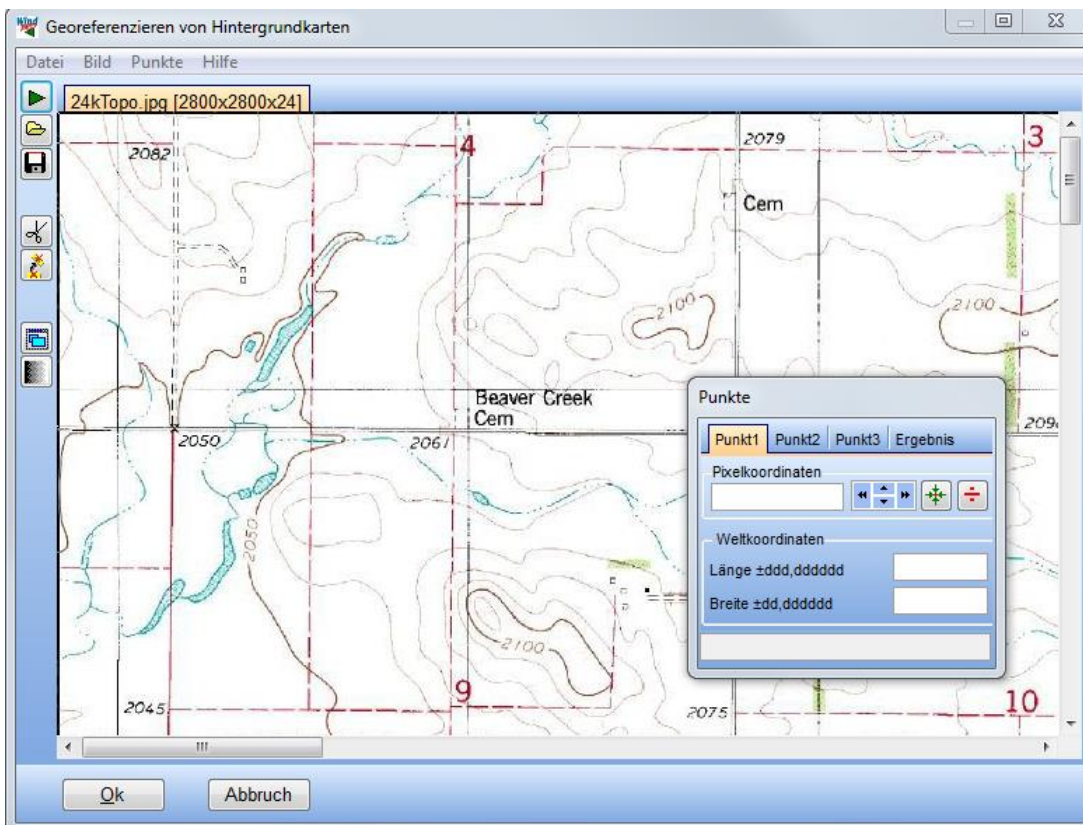 Wind
Georeferenzieren von Hintergrundkarten
Datei Bild Punkte Hilfe
24kTopo.jpg [2800x2800x24]
2082
4
2079
3
Cem
2100
2100
Beaver Creek
Cem
2050
2061
2050
2100
2045
9
2075
10
Punkte
Punkt1 Punkt2 Punkt3 Ergebnis
Pixelkoordinaten
Weltkoordinaten
Länge ±ddd,dddddd
Breite ±dd,dddddd
Ok Abbruch